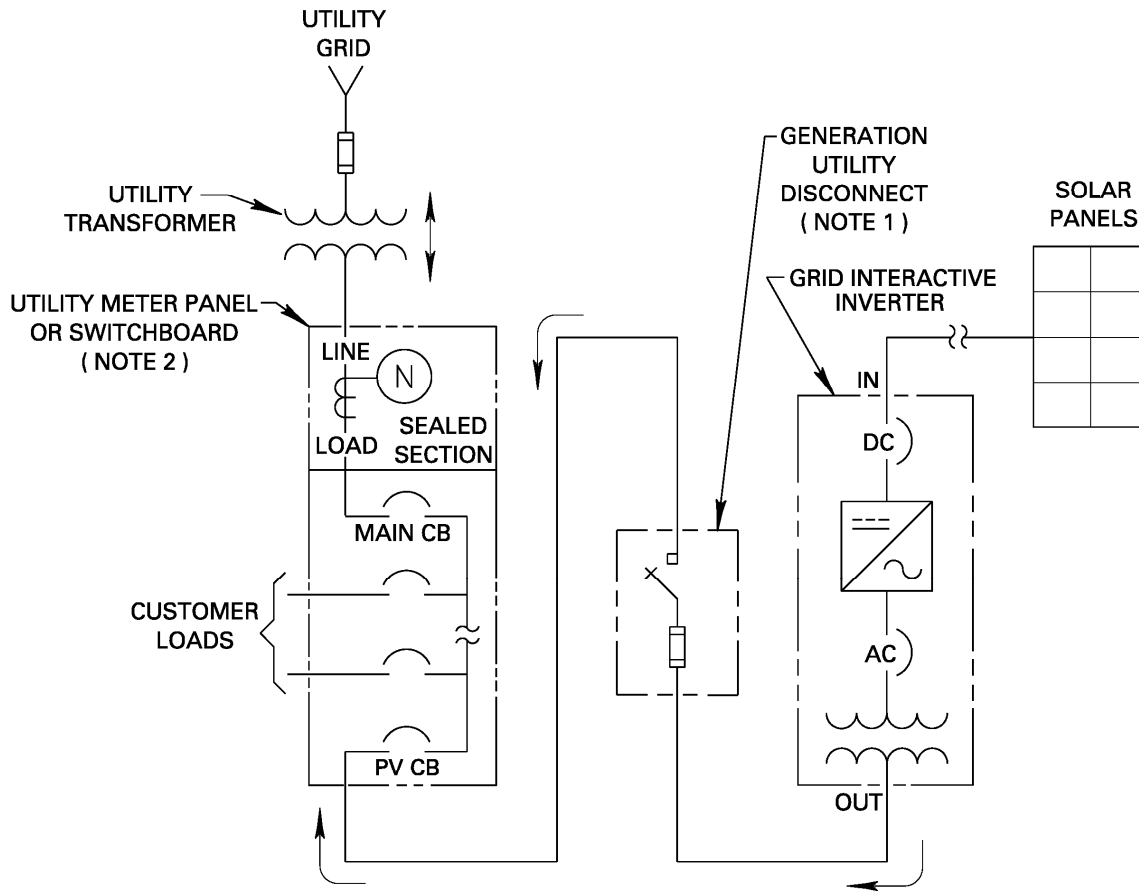 UTILITY
GRID
UTILITY
TRANSFORMER
GENERATION
UTILITY
DISCONNECT
( NOTE 1 )
SOLAR
PANELS
UTILITY METER PANEL
OR SWITCHBOARD
( NOTE 2 )
GRID INTERACTIVE
INVERTER
LINE
N
LOAD
SEALED
SECTION
IN
DC
MAIN CB
CUSTOMER
LOADS
AC
PV CB
OUT